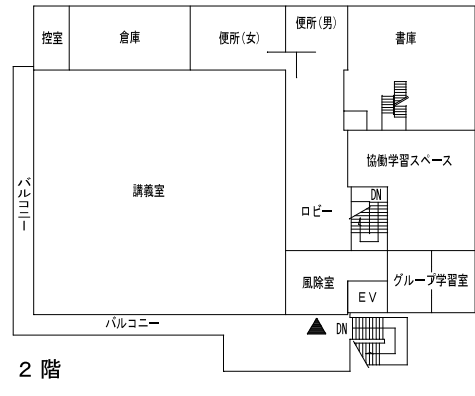 控室
倉庫
便所(女)
便所(男)
書庫
協働学習スペース
講義室
バルコニー
ロビー
DN
風除室
グループ学習室
EV
バルコニー
DN
2階